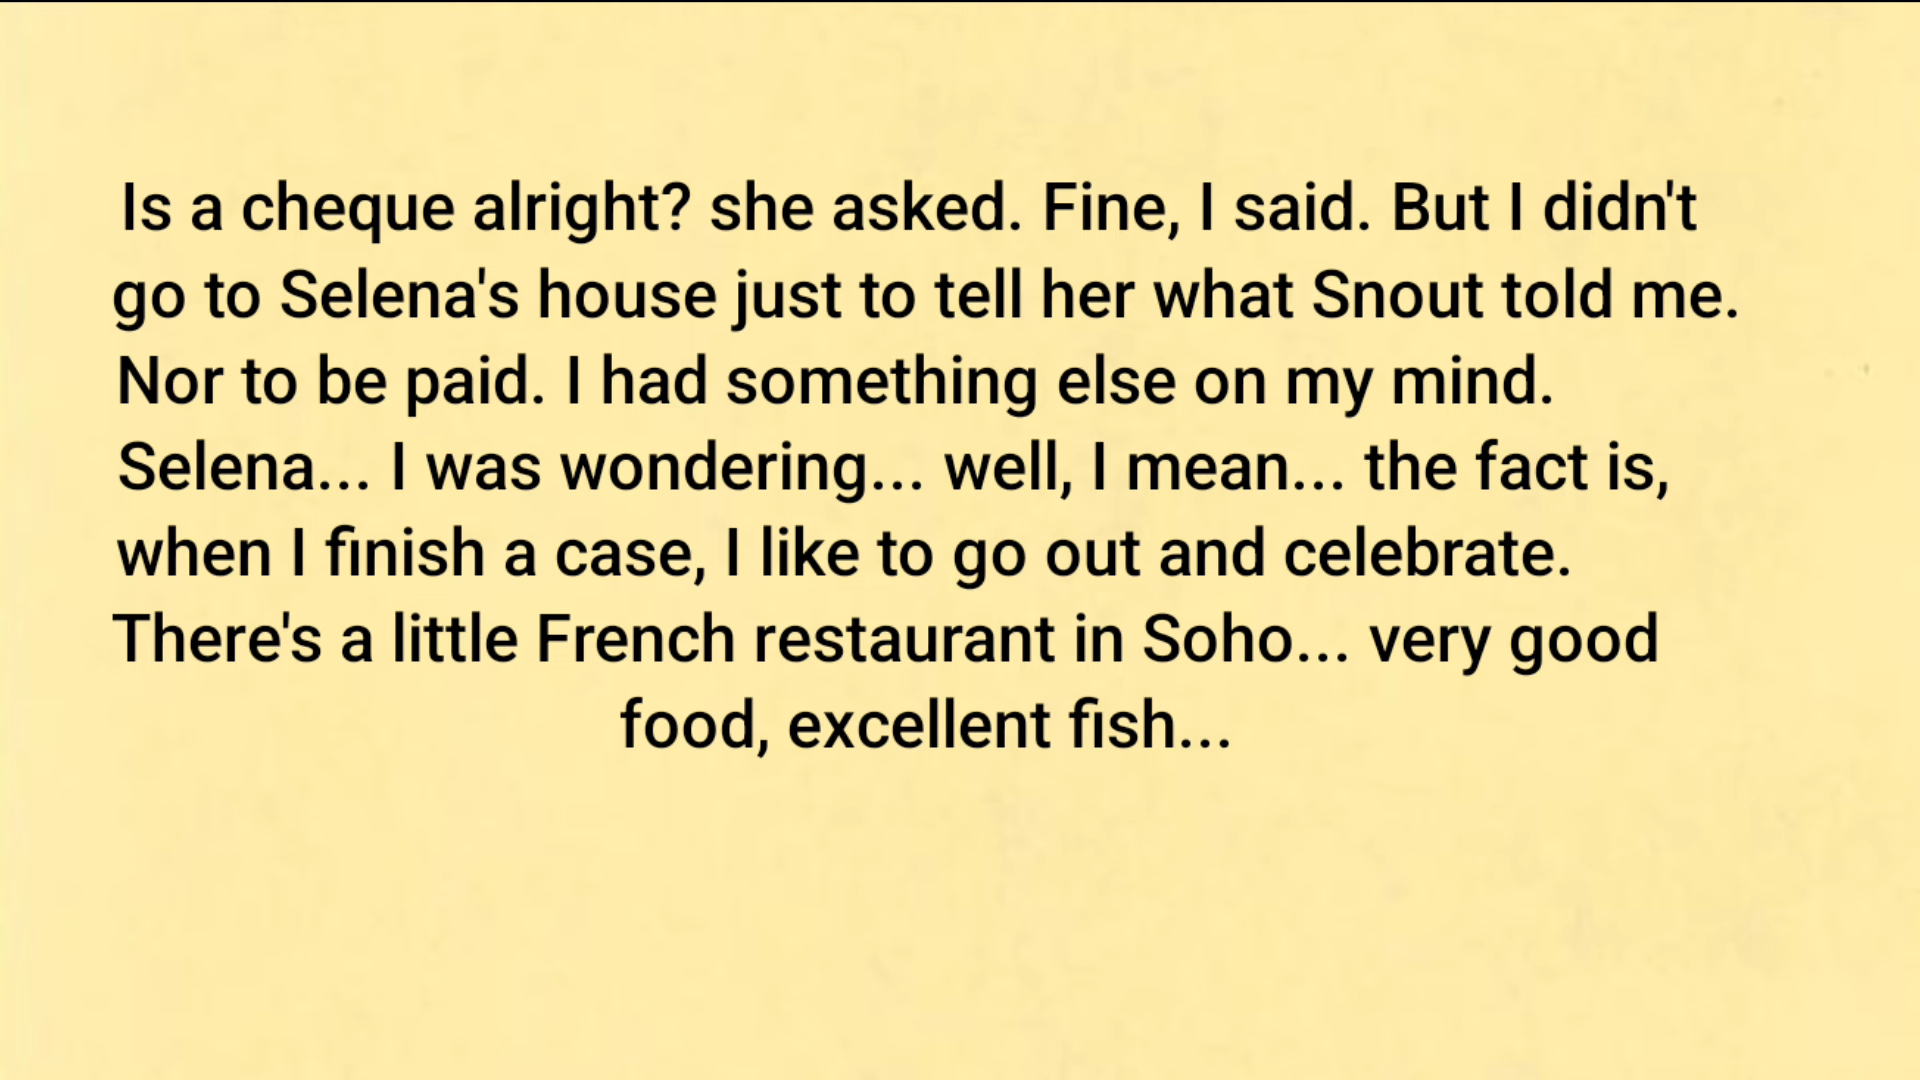 Is a cheque alright? she asked. Fine, I said. But I didn't
go to Selena's house just to tell her what Snout told me.
Nor to be paid. I had something else on my mind.
Selena... I was wondering... well, I mean... the fact is,
when I finish a case, I like to go out and celebrate.
There's a little French restaurant in Soho... very good
food, excellent fish...